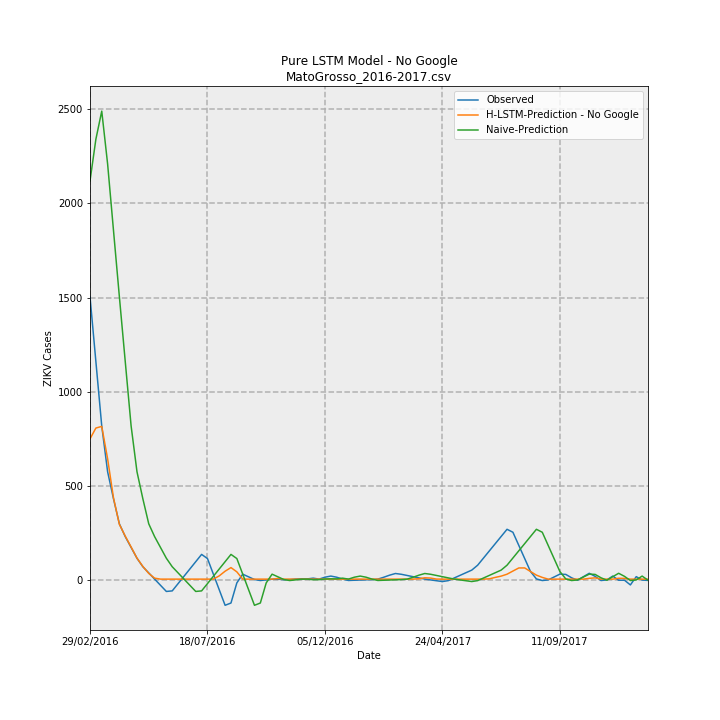 Pure LSTM Model - No Google
MatoGrosso_2016-2017.csv
Observed
H-LSTM-Prediction - No Google
Naive-Prediction
2500
2000
1500
1000
500
0
ZIKV Cases
29/02/2016
18/07/2016
05/12/2016
24/04/2017
11/09/2017
Date